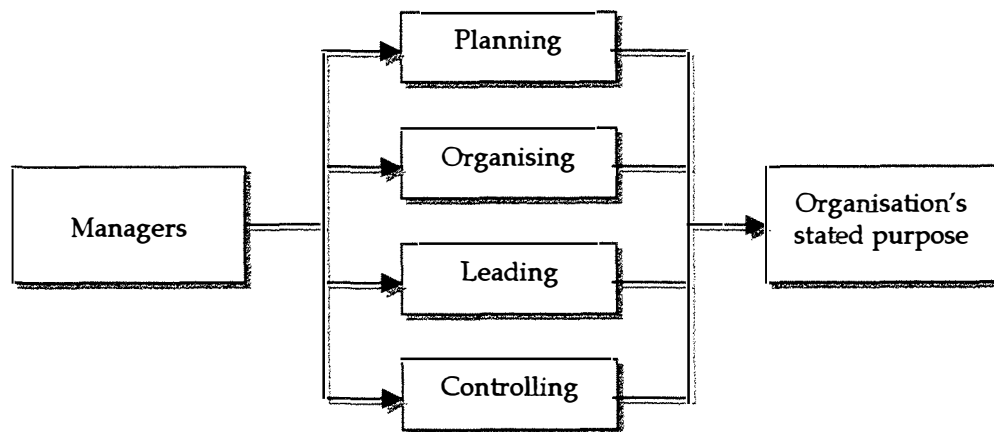 Planning
Organising
Managers
Organisation's
stated purpose
Leading
Controlling